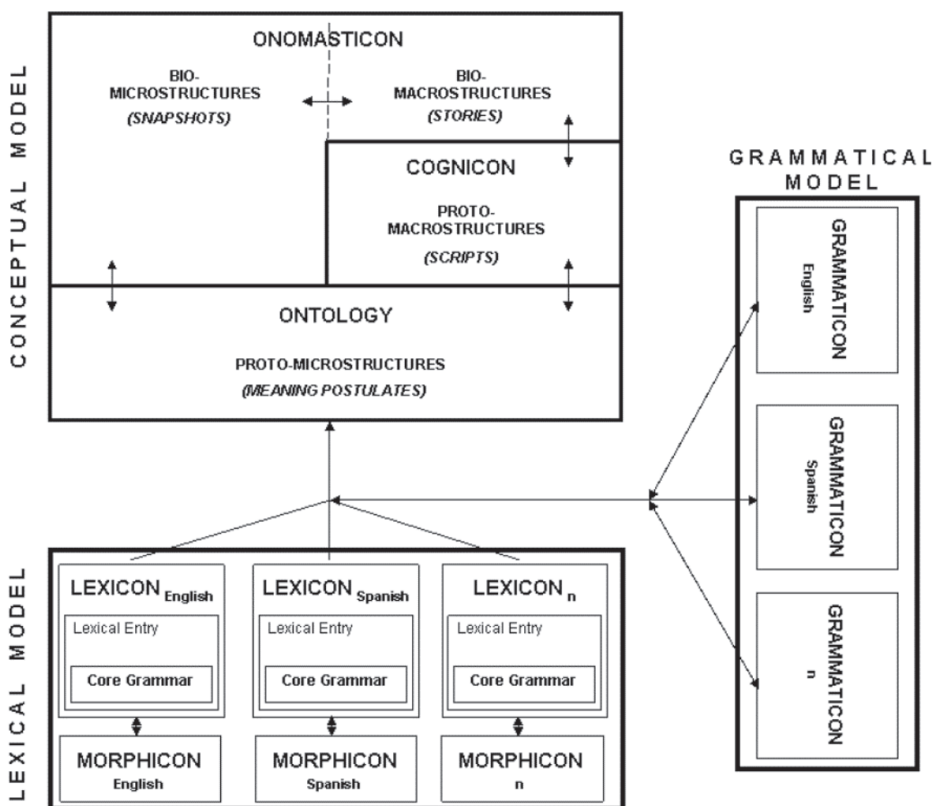 CONCEPTUAL MODEL
ONOMASTICON
BIO-
MICROSTRUCTURES
(SNAPSHOTS)
BIO-
MACROSTRUCTURES
(STORIES)
COGNICON
PROTO-
MACROSTRUCTURES
(SCRIPTS)
ONTOLOGY
PROTO-MICROSTRUCTURES
(MEANING POSTULATES)
GRAMMATICAL
MODEL
GRAMMATICON
English
GRAMMATICON
Spanish
GRAMMATICON
n
LEXICAL MODEL
LEXICON English
Lexical Entry
Core Grammar
MORPHICON
English
LEXICON Spanish
Lexical Entry
Core Grammar
MORPHICON
Spanish
LEXICON n
Lexical Entry
Core Grammar
MORPHICON
n